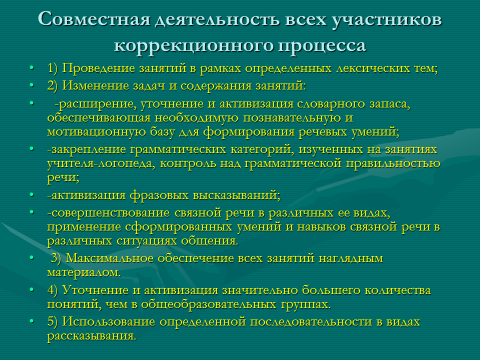 Совместная деятельность всех участников
коррекционного процесса
• 1) Проведение занятий в рамках определенных лексических тем;
• 2) Изменение задач и содержания занятий:
• -расширение, уточнение и активизация словарного запаса,
обеспечивающая необходимую познавательную и
мотивационную базу для формирования речевых умений;
• -закрепление грамматических категорий, изученных на занятиях
учителя-логопеда, контроль над грамматической правильностью
речи;
• -активизация фразовых высказываний;
• -совершенствование связной речи в различных ее видах,
применение сформированных умений и навыков связной речи в
различных ситуациях общения.
• 3) Максимальное обеспечение всех занятий наглядным
материалом.
• 4) Уточнение и активизация значительно большего количества
понятий, чем в общеобразовательных группах.
• 5) Использование определенной последовательности в видах
рассказывания.